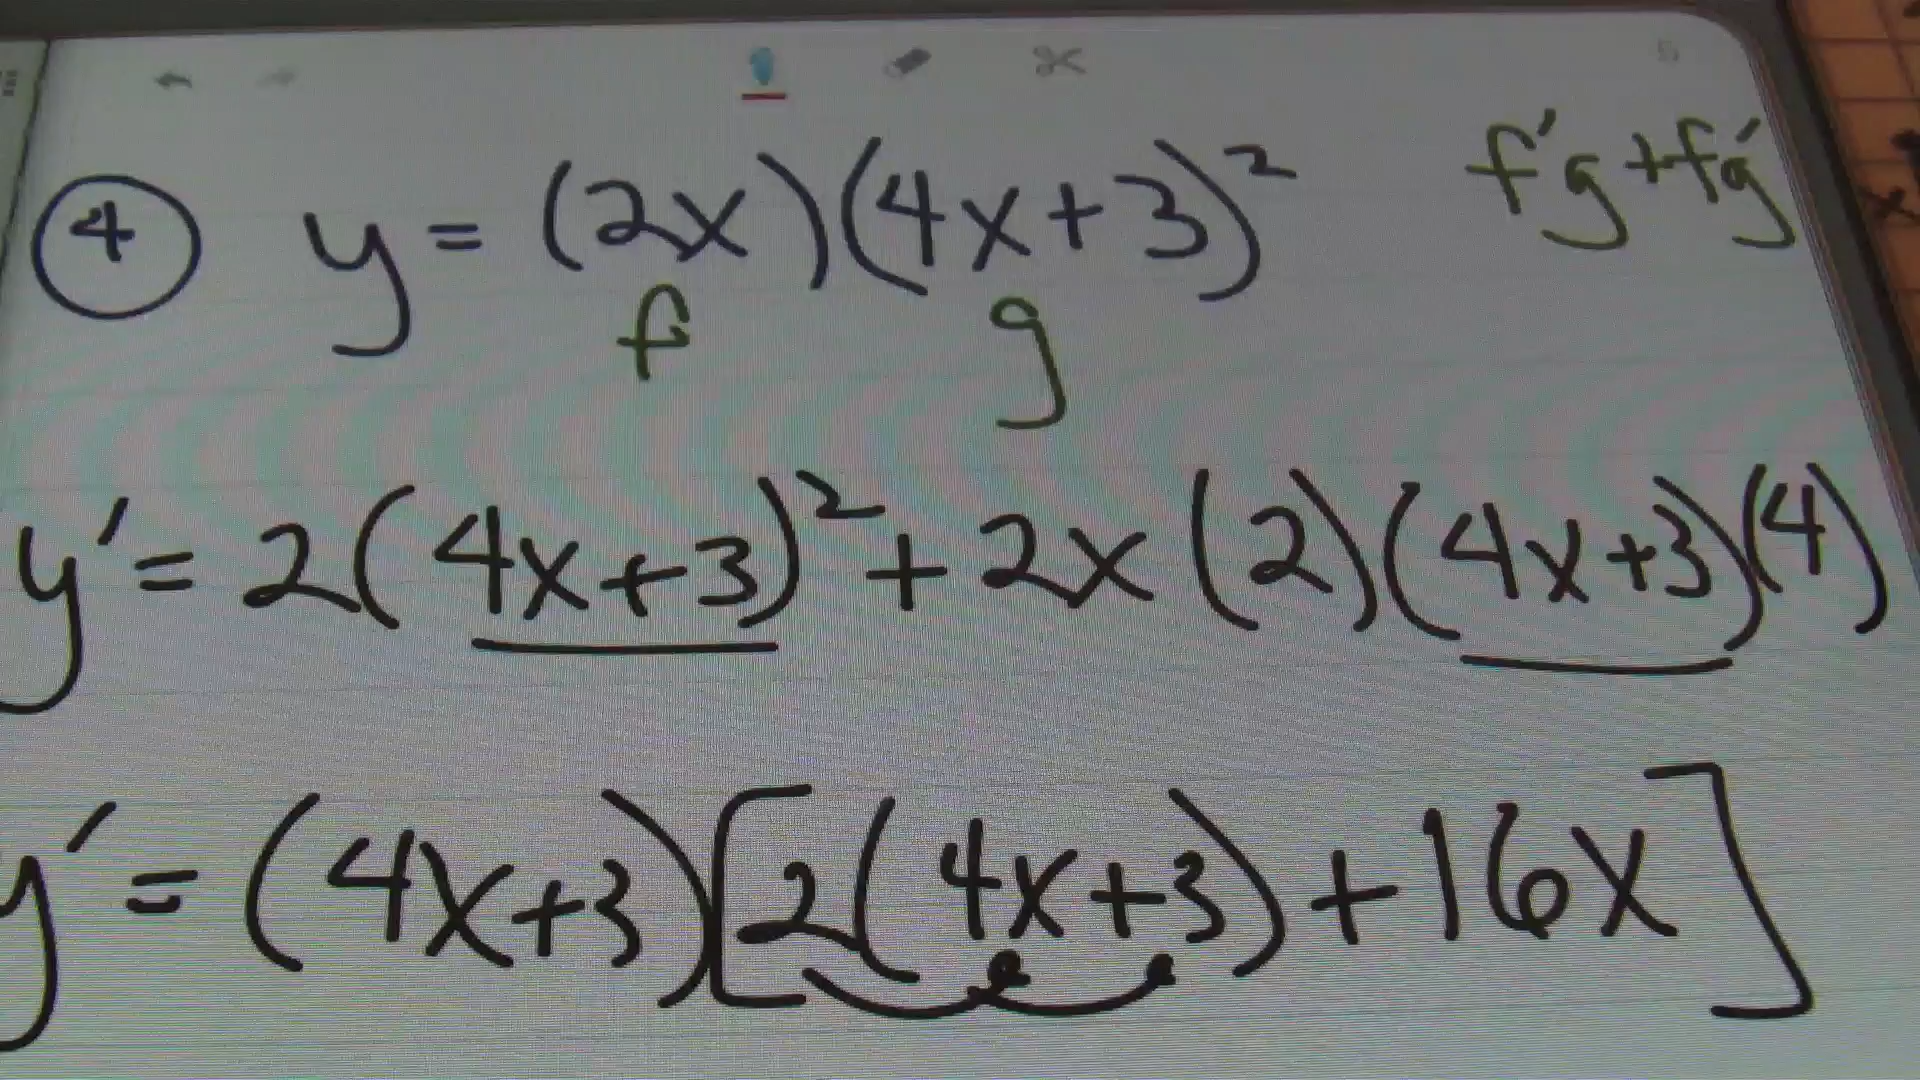 ④ y = (2x)(4x+3)² f'g+fg'
f g
y' = 2(4x+3)² + 2x(2)(4x+3)(4)
y' = (4x+3)[2(4x+3)+16x]